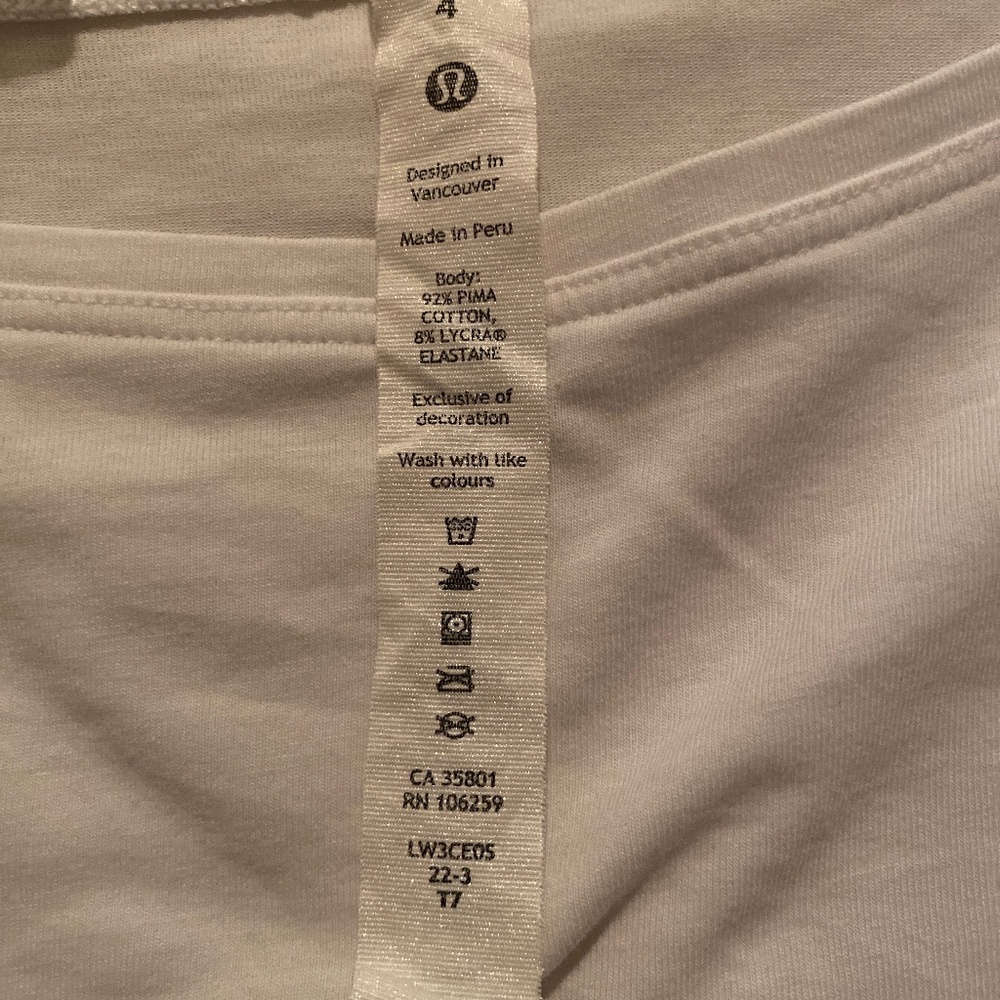 4
Designed in
Vancouver
Made in Peru
Body:
92% PIMA
COTTON,
8% LYCRA®
ELASTANE
Exclusive of
decoration
Wash with like
colours
CA 35801
RN 106259
LW3CE0S
22-3
T7